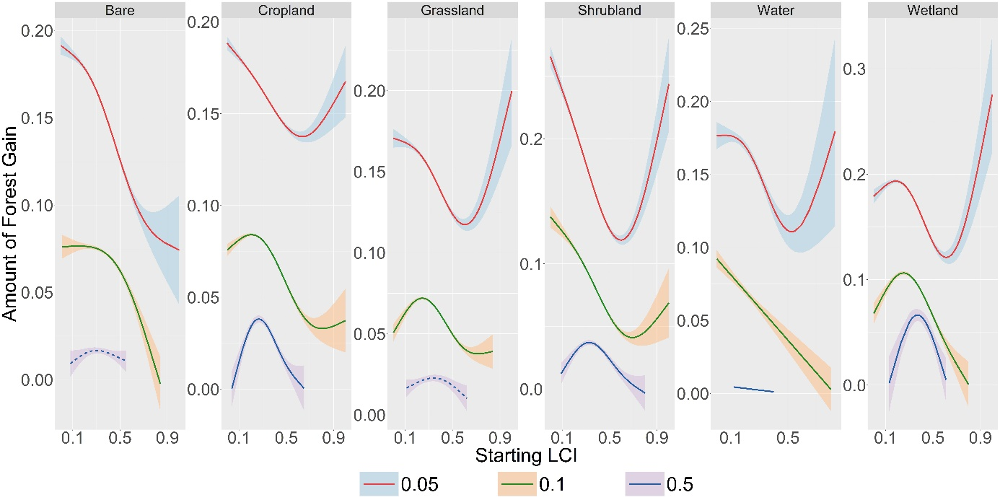 Bare Cropland Grassland Shrubland Water Wetland
Amount of Forest Gain
0.20 0.15 0.10 0.05 0.00
0.20 0.15 0.10 0.05 0.00
0.20 0.15 0.10 0.05 0.00
0.2 0.1 0.0
0.25 0.20 0.15 0.10 0.05 0.00
0.3 0.2 0.1 0.0
0.1 0.5 0.9 0.1 0.5 0.9 0.1 0.5 0.9 0.1 0.5 0.9 0.1 0.5 0.1 0.5 0.9
Starting LCI
0.05 0.1 0.5